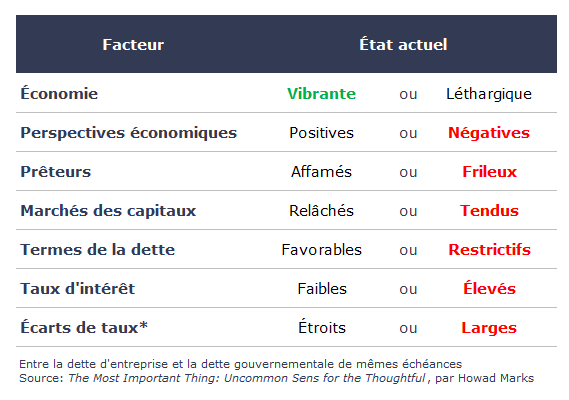 Facteur État actuel
Économie Vibrante ou Léthargique
Perspectives économiques Positives ou Négatives
Prêteurs Affamés ou Frileux
Marchés des capitaux Relâchés ou Tendus
Termes de la dette Favorables ou Restrictifs
Taux d'intérêt Faibles ou Élevés
Écarts de taux* Étroits ou Larges
Entre la dette d'entreprise et la dette gouvernementale de mêmes échéances
Source: The Most Important Thing: Uncommon Sens for the Thoughtful, par Howad Marks